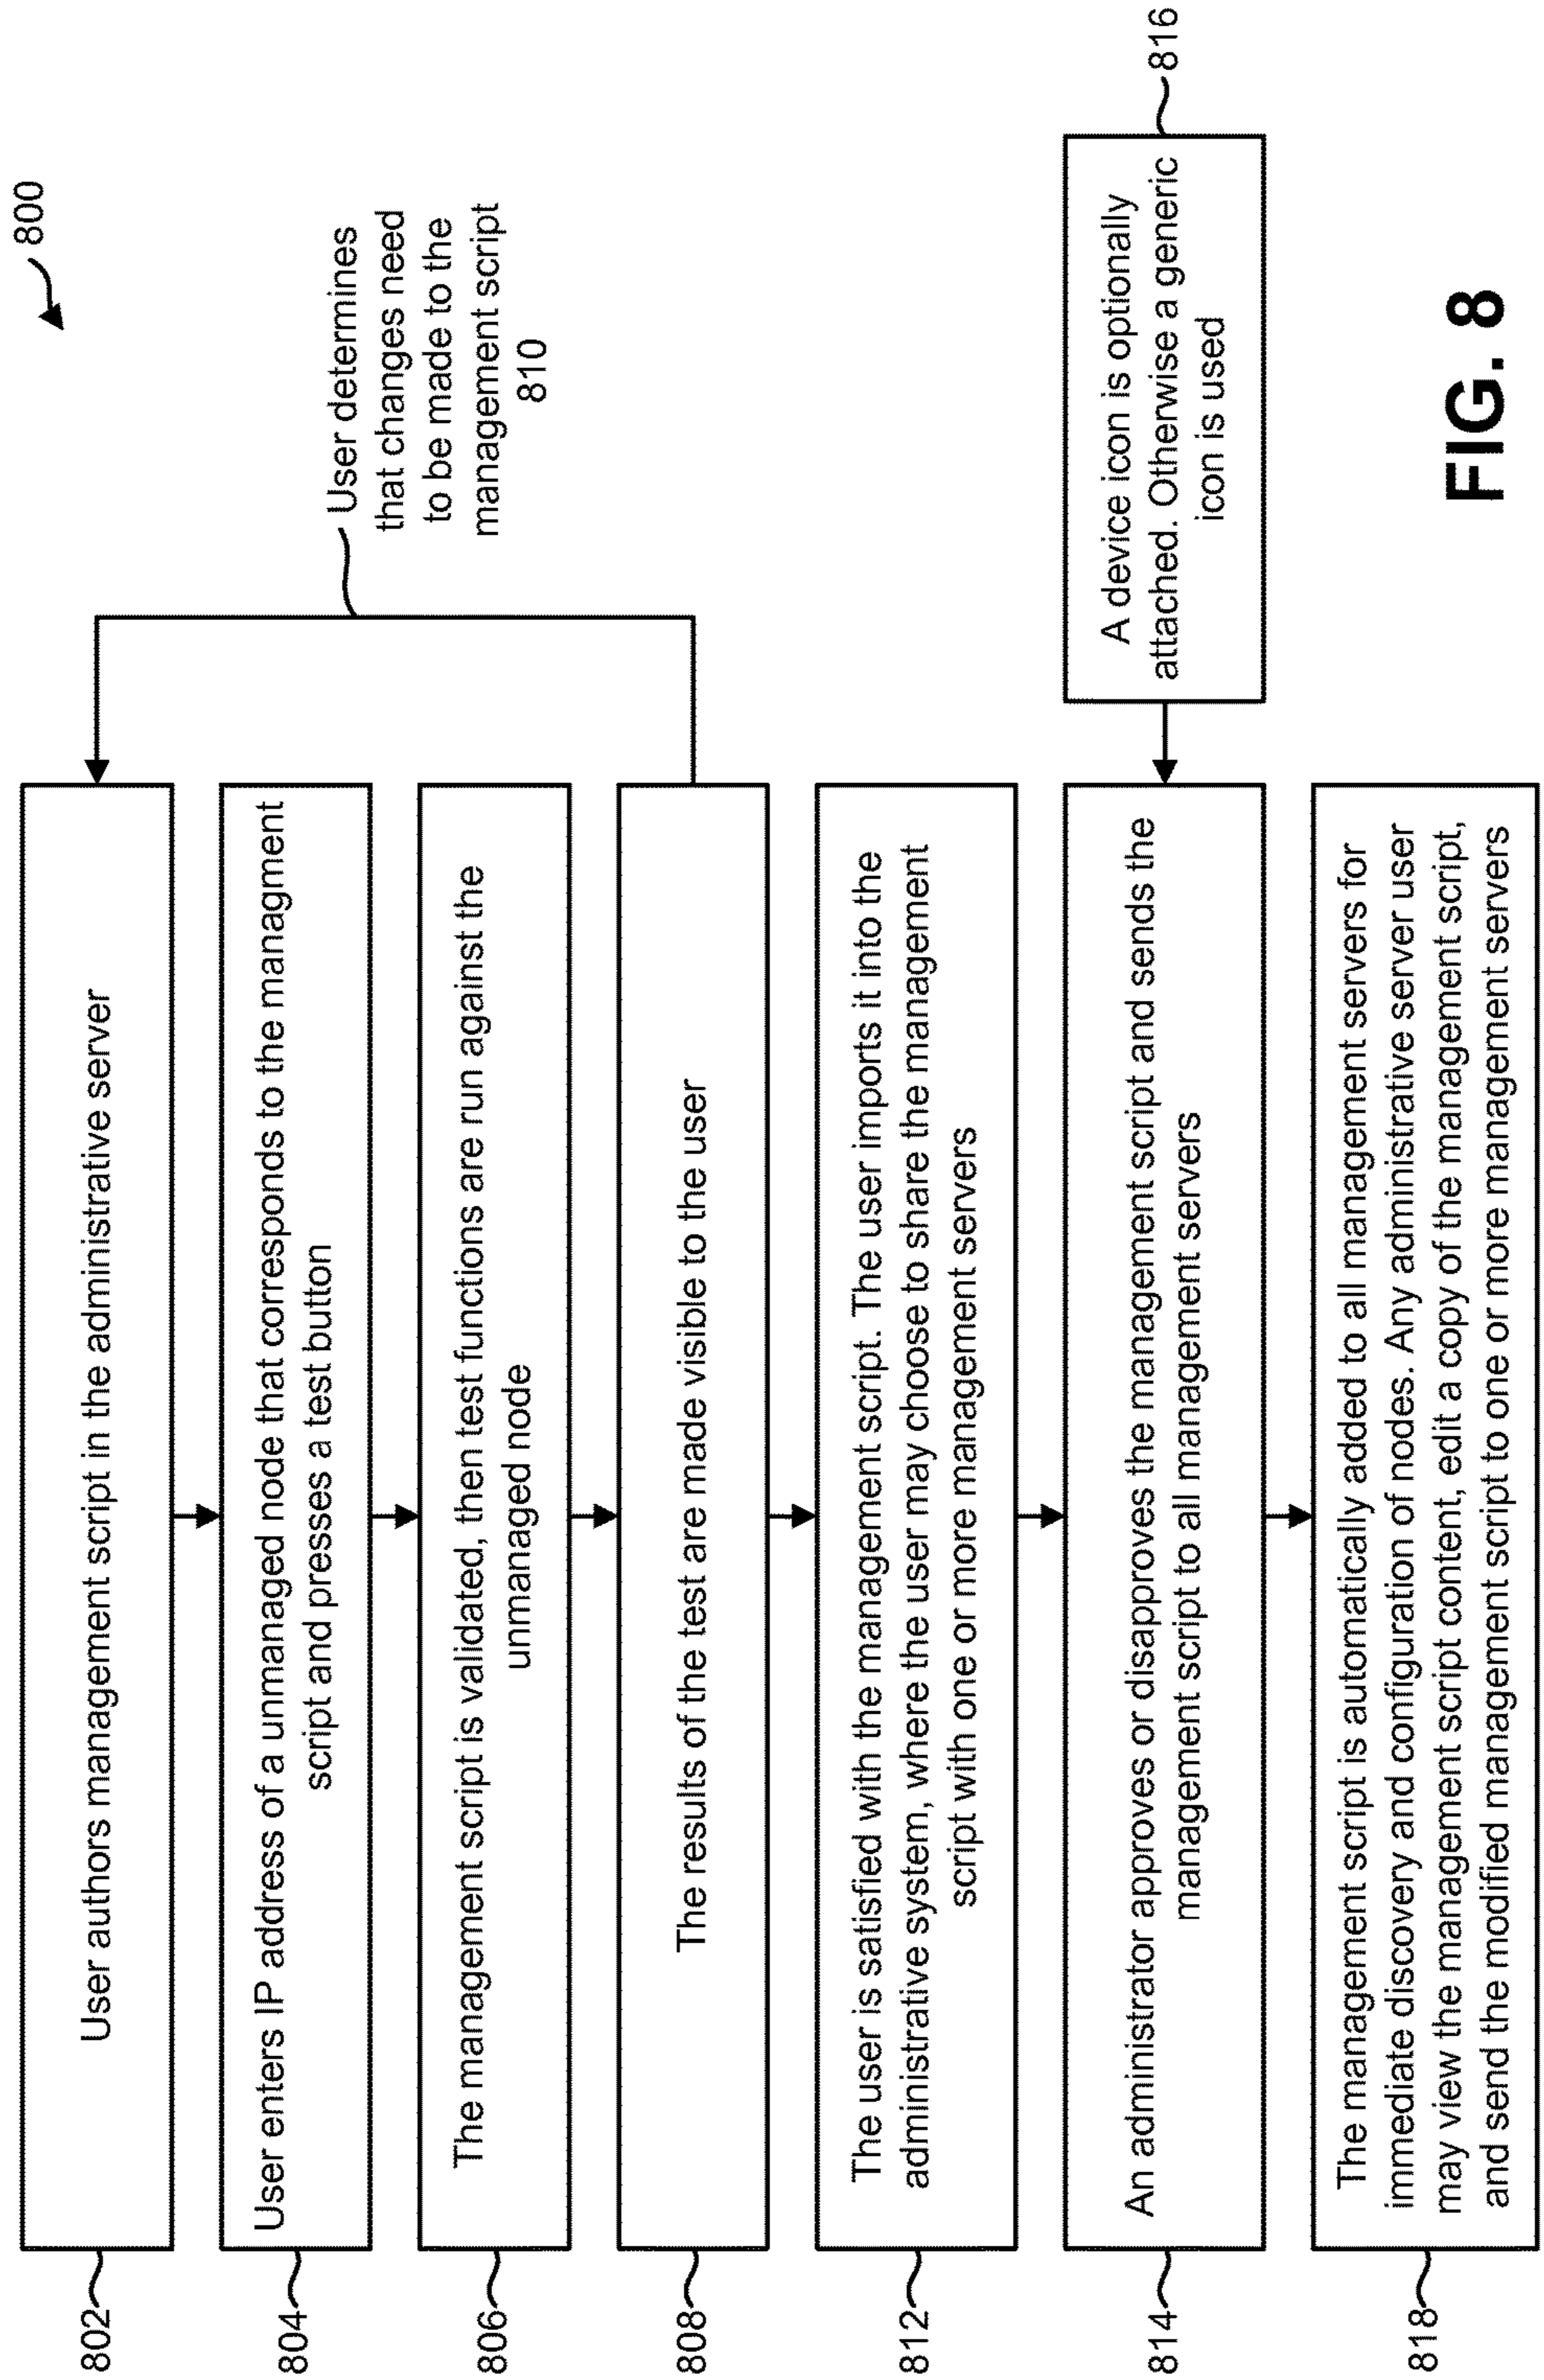 800
802
User authors management script in the administrative server
User determines
that changes need
to be made to the
management script
810
804
User enters IP address of a unmanaged node that corresponds to the managment
script and presses a test button
806
The management script is validated, then test functions are run against the
unmanaged node
808
The results of the test are made visible to the user
812
The user is satisfied with the management script. The user imports it into the
administrative system, where the user may choose to share the management
script with one or more management servers
814
An administrator approves or disapproves the management script and sends the
management script to all management servers
A device icon is optionally
attached. Otherwise a generic
icon is used
816
818
The management script is automatically added to all management servers for
immediate discovery and configuration of nodes. Any administrative server user
may view the management script content, edit a copy of the management script,
and send the modified management script to one or more management servers
FIG. 8